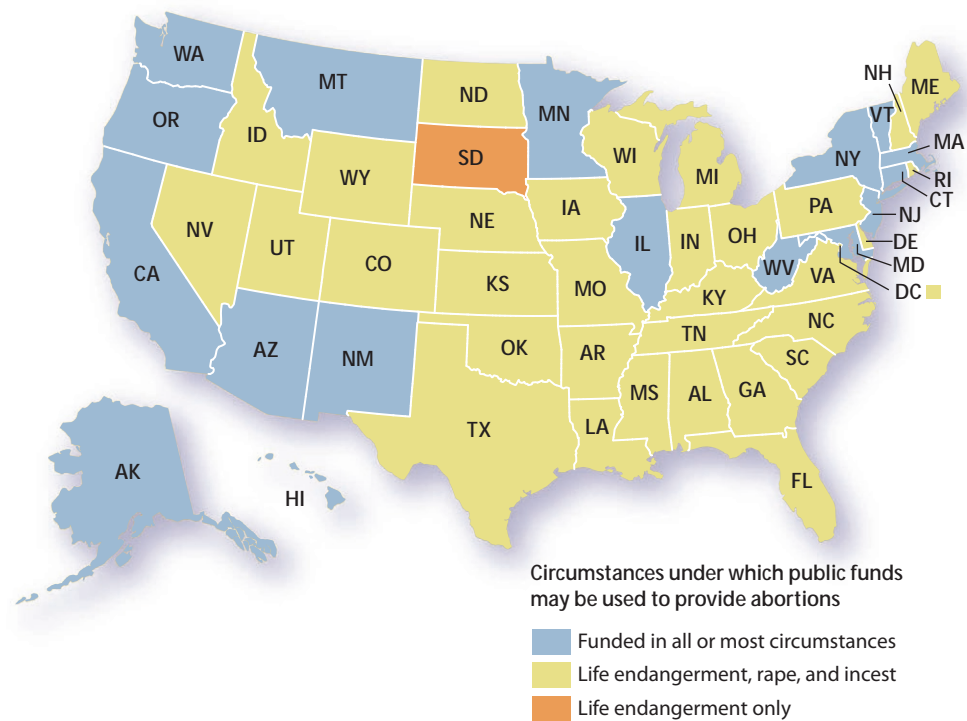 WA
MT
ND
MN
NH
ME
VT
OR
ID
SD
WI
NY
MA
WY
MI
RI
CT
NV
NE
IA
PA
NJ
UT
CO
IL
IN
OH
DE
CA
KS
MO
WV
MD
KY
VA
DC
AZ
NM
OK
AR
TN
NC
SC
MS
AL
GA
TX
LA
AK
HI
FL
Circumstances under which public funds
may be used to provide abortions
Funded in all or most circumstances
Life endangerment, rape, and incest
Life endangerment only